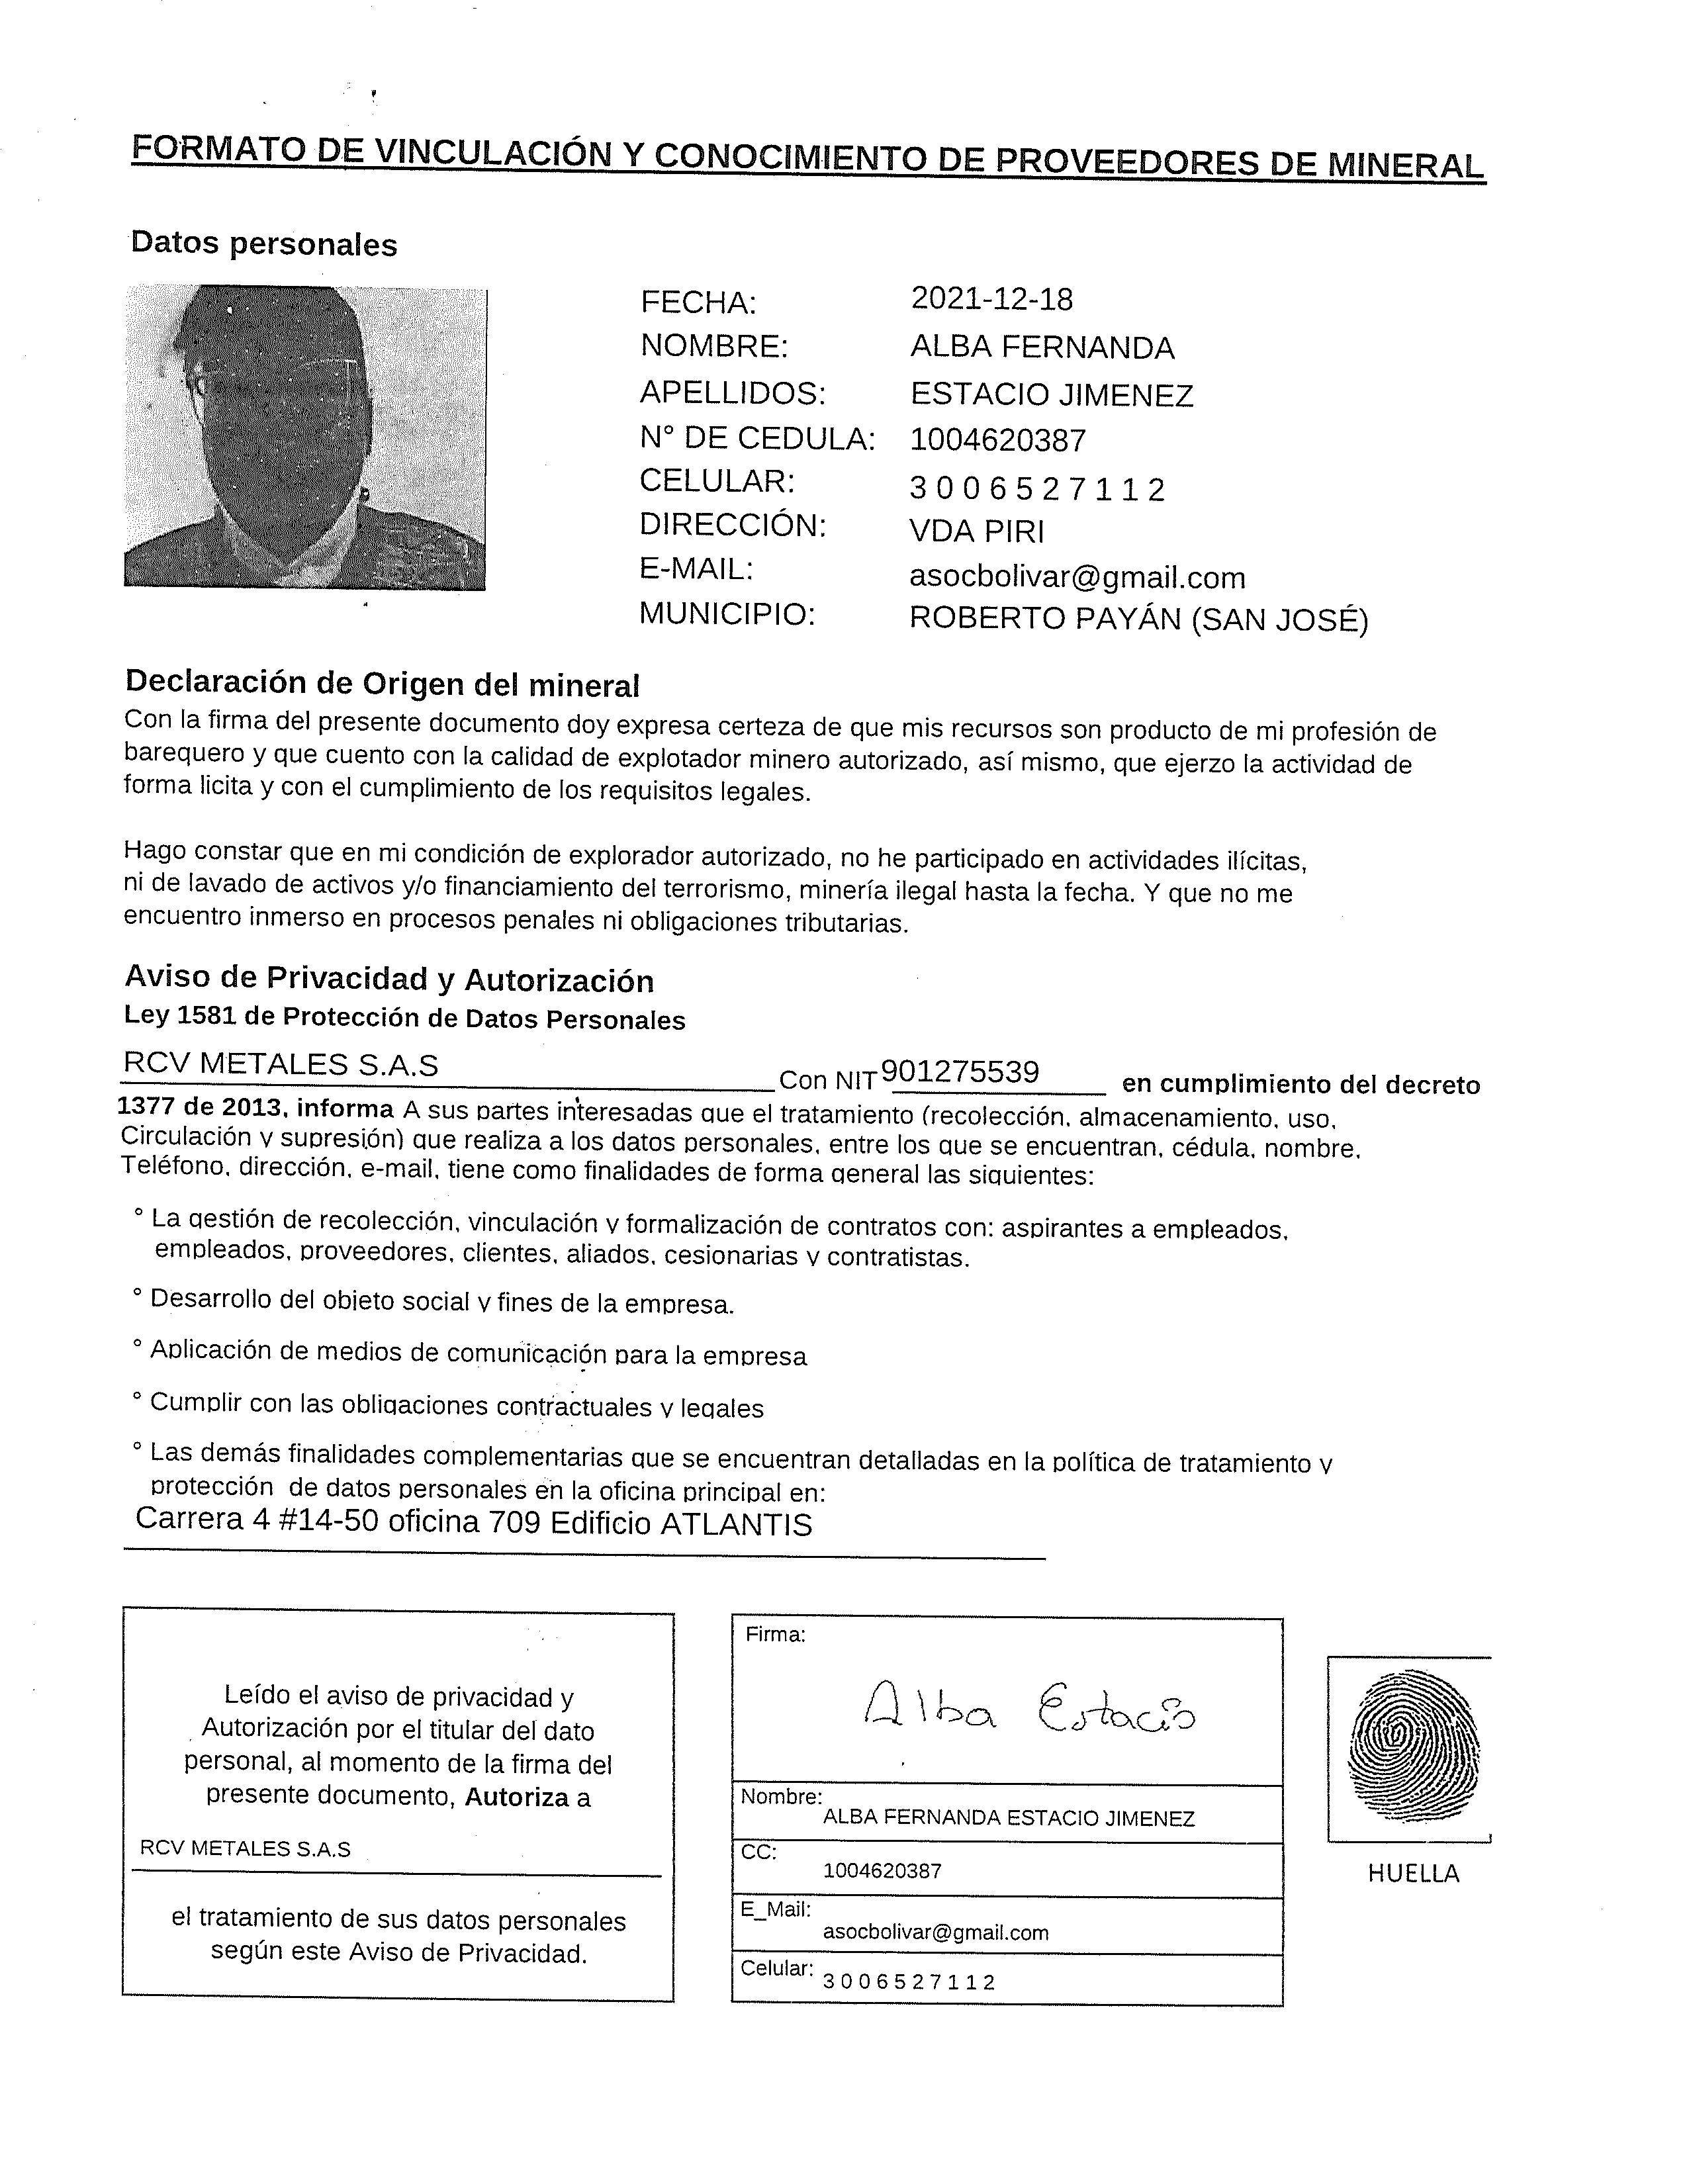 FORMATO DE VINCULACIÓN Y CONOCIMIENTO DE PROVEEDORES DE MINERAL
Datos personales
FECHA: 2021-12-18
NOMBRE: ALBA FERNANDA
APELLIDOS: ESTACIO JIMENEZ
N° DE CEDULA: 1004620387
CELULAR: 3 0 0 6 5 2 7 1 1 2
DIRECCIÓN: VDA PIRI
E-MAIL: asocbolivar@gmail.com
MUNICIPIO: ROBERTO PAYÁN (SAN JOSÉ)
Declaración de Origen del mineral
Con la firma del presente documento doy expresa certeza de que mis recursos son producto de mi profesión de
barequero y que cuento con la calidad de explotador minero autorizado, así mismo, que ejerzo la actividad de
forma licita y con el cumplimiento de los requisitos legales.
Hago constar que en mi condición de explorador autorizado, no he participado en actividades ilícitas,
ni de lavado de activos y/o financiamiento del terrorismo, minería ilegal hasta la fecha. Y que no me
encuentro inmerso en procesos penales ni obligaciones tributarias.
Aviso de Privacidad y Autorización
Ley 1581 de Protección de Datos Personales
RCV METALES S.A.S Con NIT 901275539 en cumplimiento del decreto
1377 de 2013, informa A sus partes interesadas que el tratamiento (recolección, almacenamiento, uso,
Circulación y supresión) que realiza a los datos personales, entre los que se encuentran, cédula, nombre,
Teléfono, dirección, e-mail, tiene como finalidades de forma general las siguientes:
° La gestión de recolección, vinculación y formalización de contratos con: aspirantes a empleados,
empleados, proveedores, clientes, aliados, cesionarias y contratistas.
° Desarrollo del objeto social y fines de la empresa.
° Aplicación de medios de comunicación para la empresa
° Cumplir con las obligaciones contractuales y legales
° Las demás finalidades complementarias que se encuentran detalladas en la política de tratamiento y
protección de datos personales en la oficina principal en:
Carrera 4 #14-50 oficina 709 Edificio ATLANTIS
Leído el aviso de privacidad y
Autorización por el titular del dato
personal, al momento de la firma del
presente documento, Autoriza a
RCV METALES S.A.S
el tratamiento de sus datos personales
según este Aviso de Privacidad.
Firma:
Alba Estacio
Nombre:
ALBA FERNANDA ESTACIO JIMENEZ
CC:
1004620387
E_Mail:
asocbolivar@gmail.com
Celular: 3 0 0 6 5 2 7 1 1 2
HUELLA